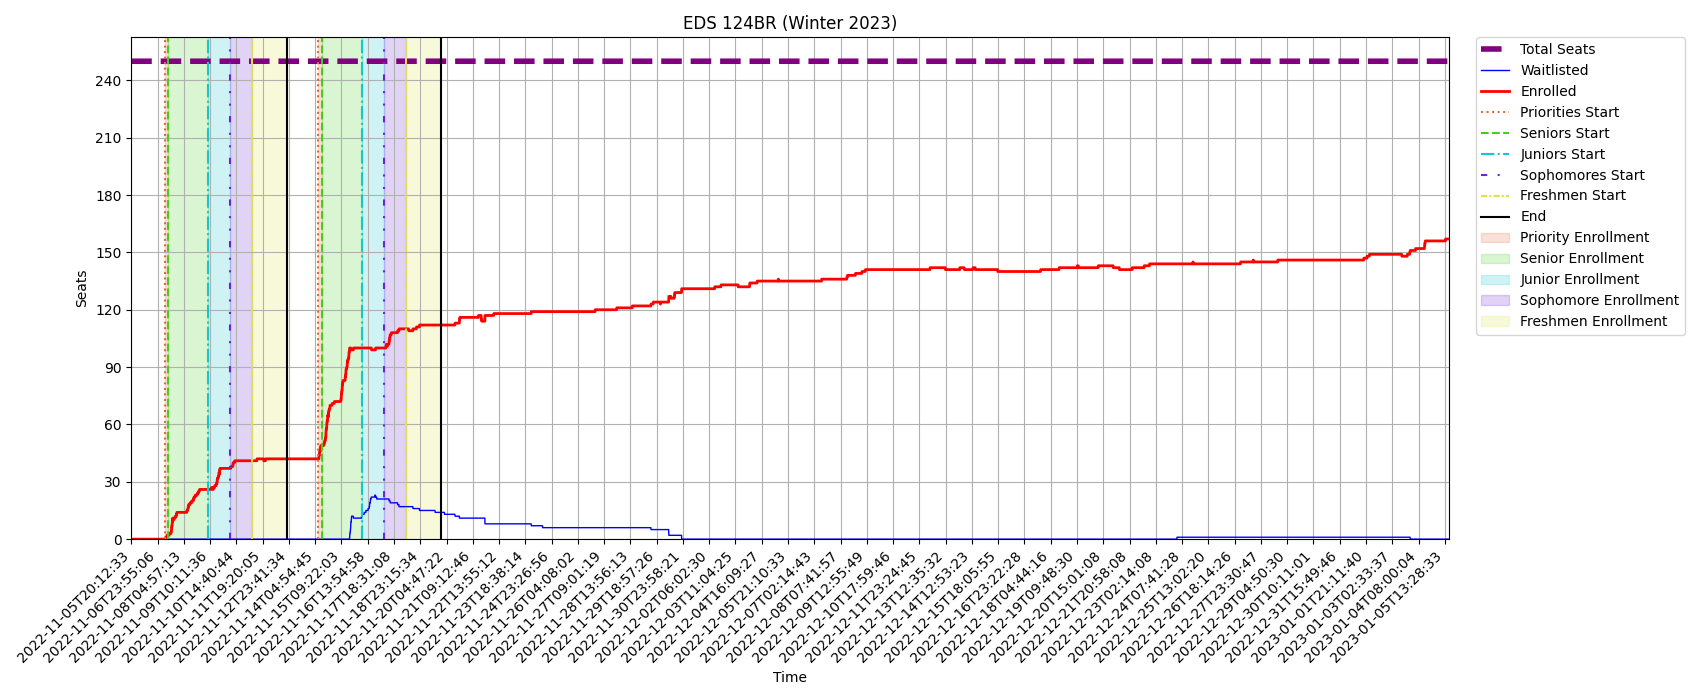 EDS 124BR (Winter 2023)
Total Seats
Waitlisted
Enrolled
Priorities Start
Seniors Start
Juniors Start
Sophomores Start
Freshmen Start
End
Priority Enrollment
Senior Enrollment
Junior Enrollment
Sophomore Enrollment
Freshmen Enrollment
Seats
240
210
180
150
120
90
60
30
0
2022-11-05T20:12:33
2022-11-06T23:55:06
2022-11-08T04:57:13
2022-11-09T10:11:36
2022-11-10T14:40:44
2022-11-11T19:20:05
2022-11-12T23:41:34
2022-11-14T04:54:45
2022-11-15T09:22:03
2022-11-16T13:54:58
2022-11-17T18:31:08
2022-11-18T23:15:34
2022-11-20T04:47:22
2022-11-21T09:12:46
2022-11-22T13:55:12
2022-11-23T18:38:14
2022-11-24T23:26:56
2022-11-26T04:08:02
2022-11-27T09:01:19
2022-11-28T13:56:13
2022-11-29T18:57:26
2022-11-30T23:58:21
2022-12-02T06:02:30
2022-12-03T11:04:25
2022-12-04T16:09:27
2022-12-05T21:10:33
2022-12-07T02:14:43
2022-12-08T07:41:57
2022-12-09T12:55:49
2022-12-10T17:59:46
2022-12-11T23:24:45
2022-12-13T12:35:32
2022-12-14T12:53:23
2022-12-15T18:05:55
2022-12-16T23:22:28
2022-12-18T04:44:16
2022-12-19T09:48:30
2022-12-20T15:01:08
2022-12-21T20:58:09
2022-12-23T02:14:08
2022-12-24T07:41:28
2022-12-25T13:02:20
2022-12-26T18:14:26
2022-12-27T23:30:47
2022-12-29T04:50:30
2022-12-30T10:11:01
2022-12-31T15:49:46
2023-01-01T21:11:40
2023-01-03T02:33:37
2023-01-04T08:00:04
2023-01-05T13:28:33
Time